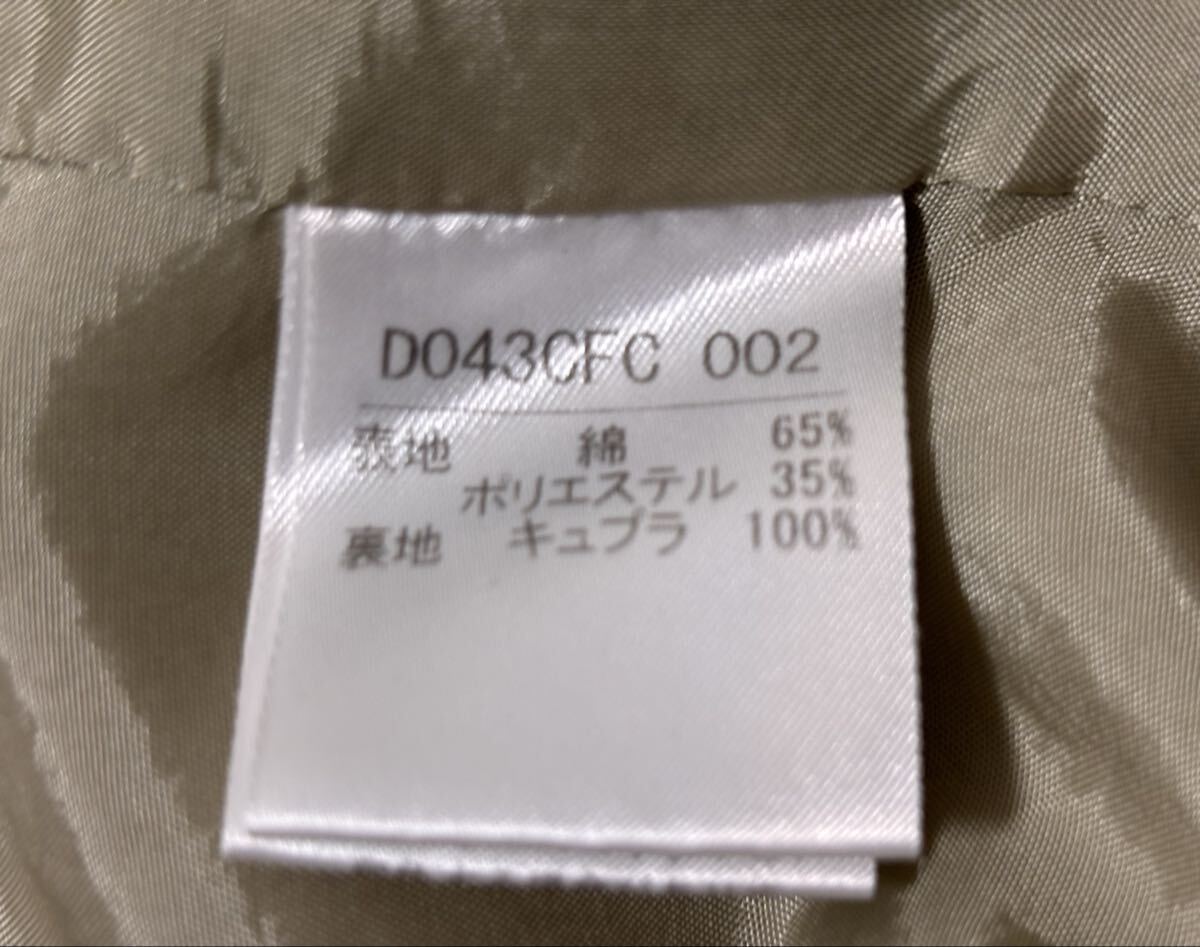 D043CFC 002
表地 綿 65%
ポリエステル 35%
裏地 キュプラ 100%